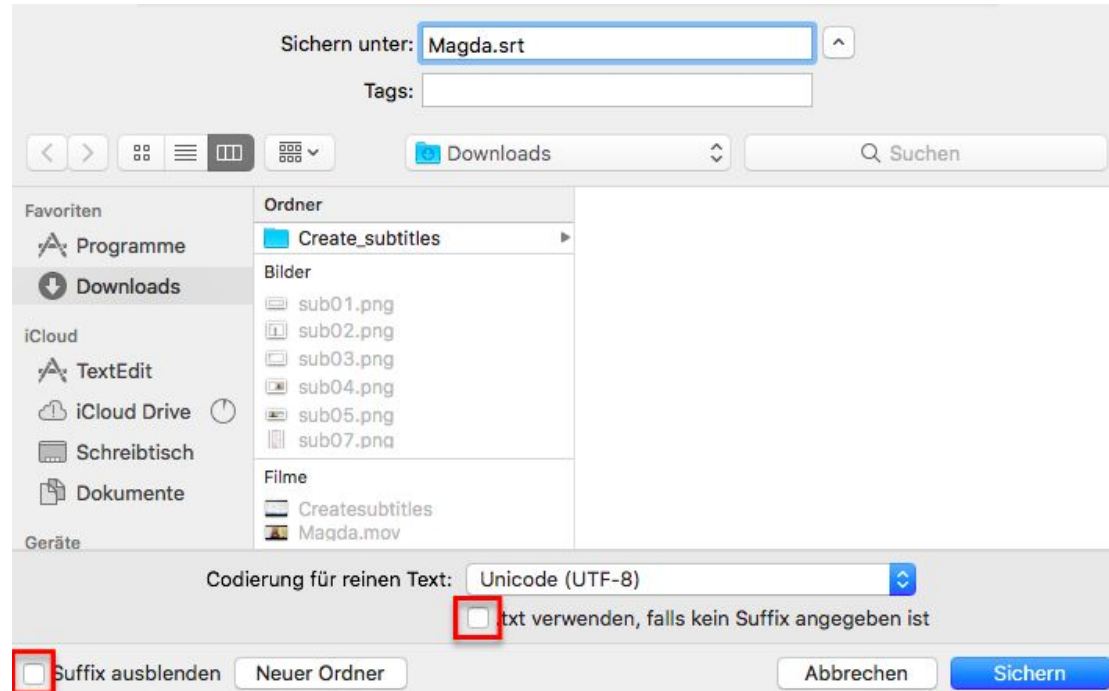 Sichern unter: Magda.srt
Tags:
Downloads
Suchen
Favoriten
Programme
Downloads
iCloud
TextEdit
iCloud Drive
Schreibtisch
Dokumente
Geräte
Ordner
Create_subtitles
Bilder
sub01.png
sub02.png
sub03.png
sub04.png
sub05.png
sub07.png
Filme
Createsubtitles
Magda.mov
Codierung für reinen Text: Unicode (UTF-8)
.txt verwenden, falls kein Suffix angegeben ist
Suffix ausblenden Neuer Ordner Abbrechen Sichern